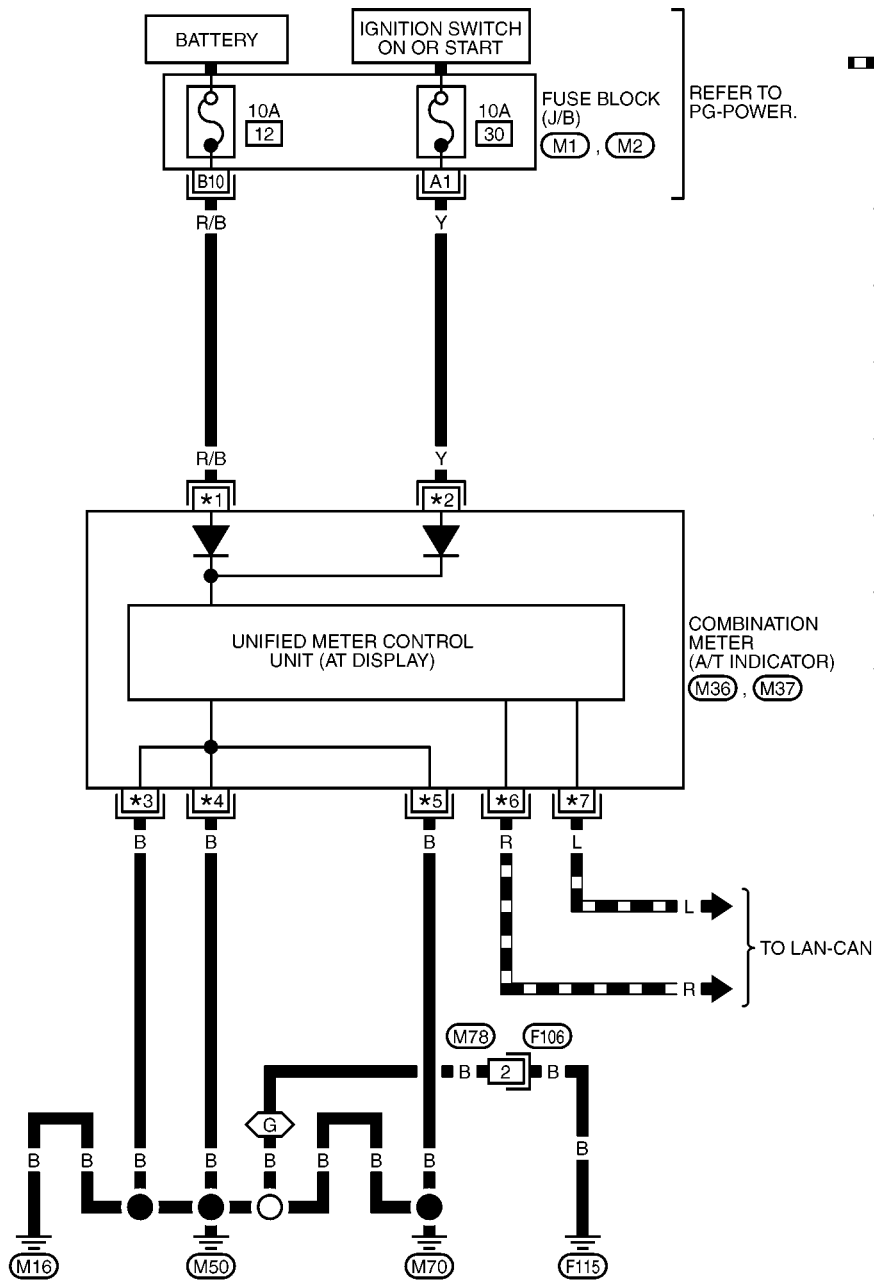 BATTERY
IGNITION SWITCH
ON OR START
10A
12
10A
30
FUSE BLOCK
(J/B)
M1 , M2
REFER TO
PG-POWER.
B10
A1
R/B
Y
R/B
Y
★1
★2
UNIFIED METER CONTROL
UNIT (AT DISPLAY)
COMBINATION
METER
(A/T INDICATOR)
M36 , M37
★3
★4
★5
★6
★7
B
B
B
R
L
L
TO LAN-CAN
R
M78
F106
B
2
B
G
B
B
B
B
B
B
B
B
B
B
M16
M50
M70
F115